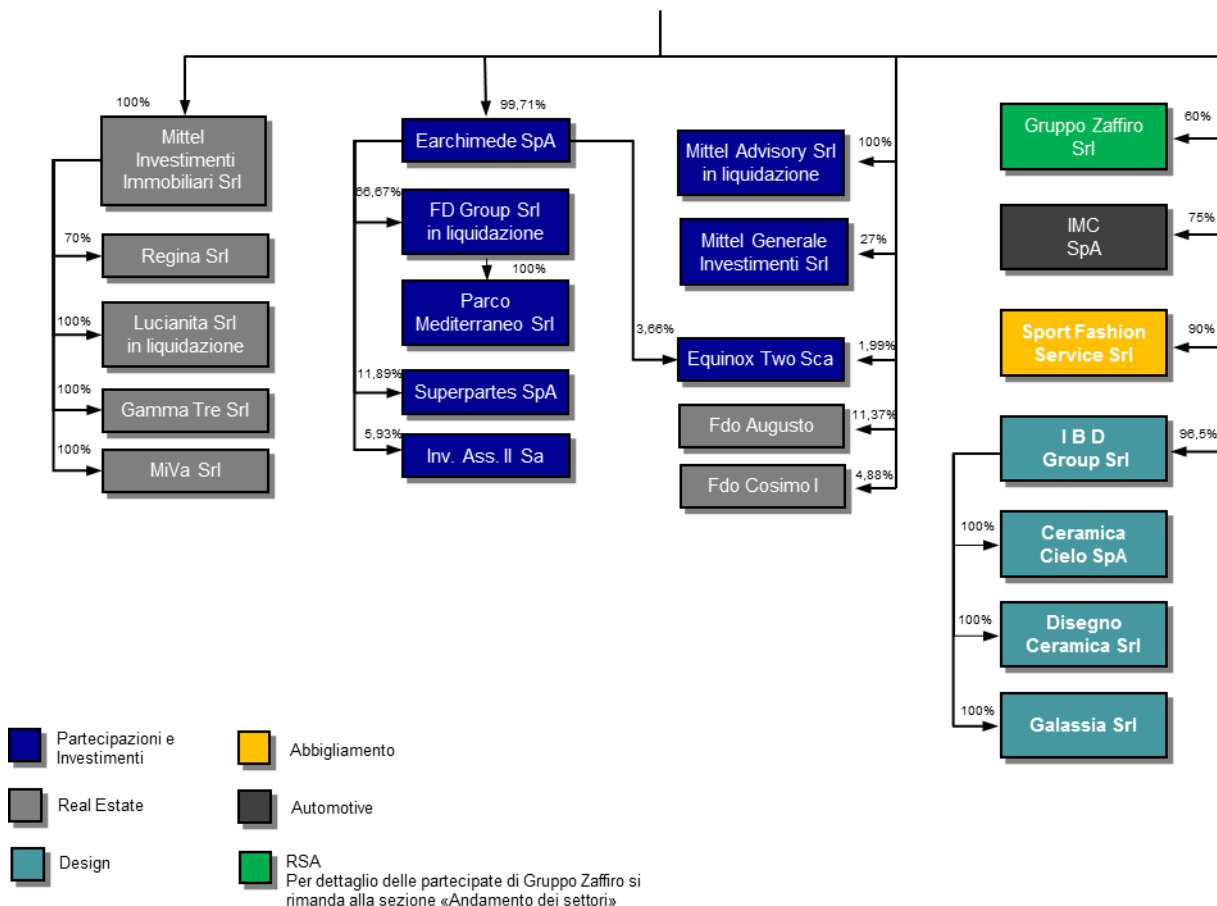 100%
Mittel
Investimenti
Immobiliari Srl
70%
Regina Srl
100%
Lucianita Srl
in liquidazione
100%
Gamma Tre Srl
100%
MiVa Srl
99,71%
Earchimede SpA
66,67%
FD Group Srl
in liquidazione
100%
Parco
Mediterraneo Srl
11,89%
Superpartes SpA
5,93%
Inv. Ass. II Sa
3,66%
Mittel Advisory Srl
in liquidazione
100%
Mittel Generale
Investimenti Srl
27%
Equinox Two Sca
1,99%
Fdo Augusto
11,37%
Fdo Cosimo I
4,88%
Gruppo Zaffiro
Srl
60%
IMC
SpA
75%
Sport Fashion
Service Srl
90%
I B D
Group Srl
96,5%
100%
Ceramica
Cielo SpA
100%
Disegno
Ceramica Srl
100%
Galassia Srl
Partecipazioni e
Investimenti
Real Estate
Design
Abbigliamento
Automotive
RSA
Per dettaglio delle partecipate di Gruppo Zaffiro si
rimanda alla sezione «Andamento dei settori»